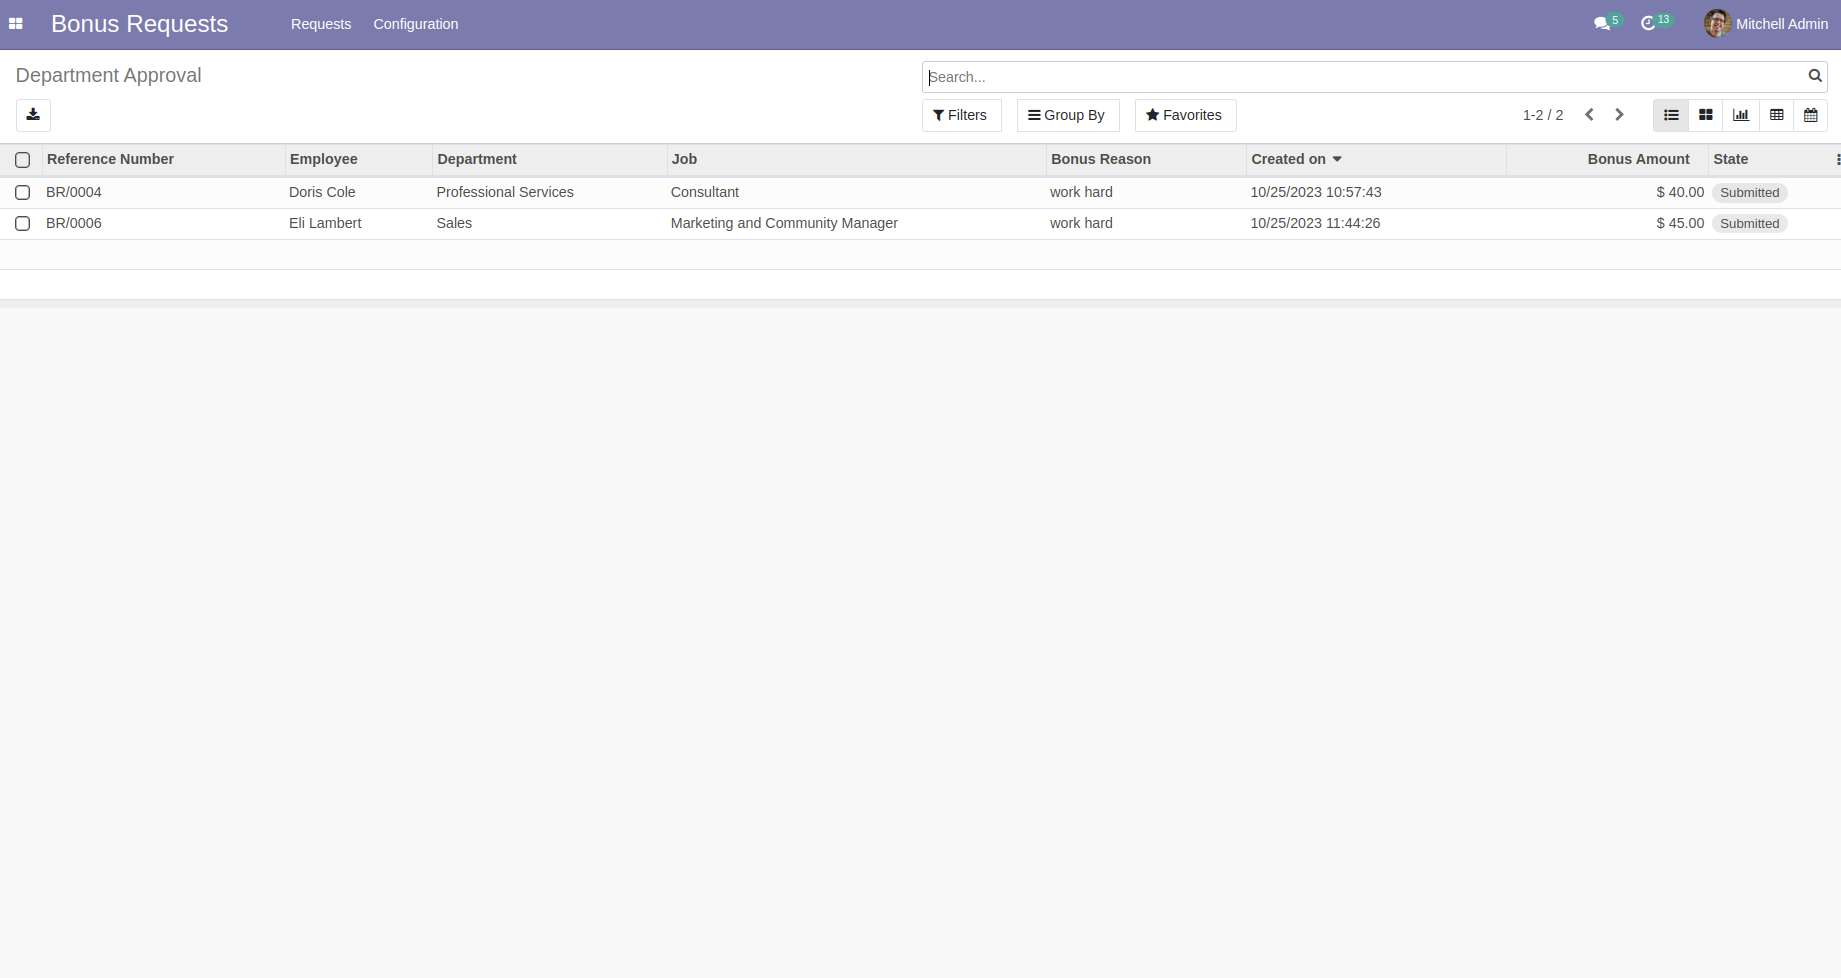 Bonus Requests Requests Configuration 5 13 Mitchell Admin
Department Approval Search...
Filters Group By Favorites 1-2 / 2
Reference Number Employee Department Job Bonus Reason Created on Bonus Amount State
BR/0004 Doris Cole Professional Services Consultant work hard 10/25/2023 10:57:43 $ 40.00 Submitted
BR/0006 Eli Lambert Sales Marketing and Community Manager work hard 10/25/2023 11:44:26 $ 45.00 Submitted